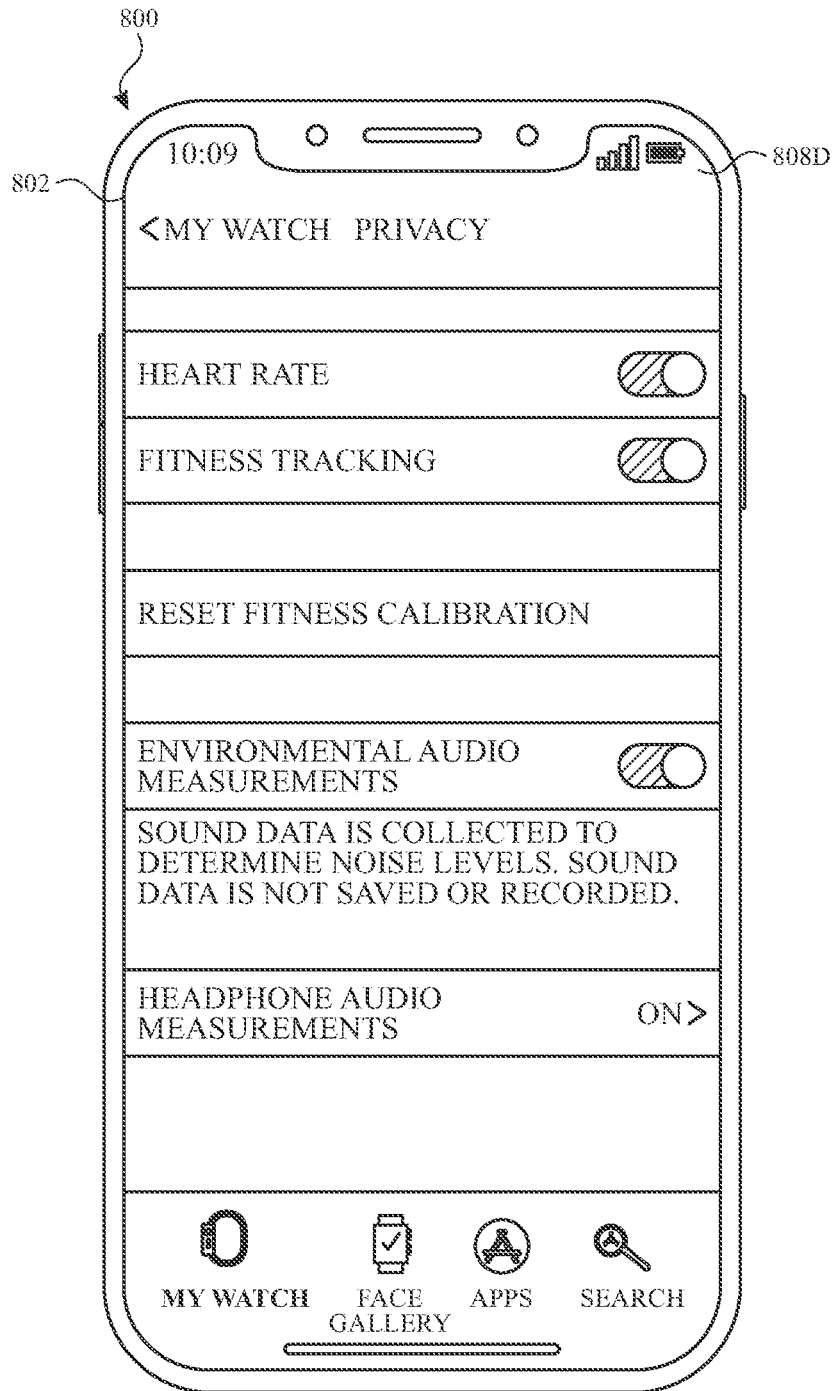 800
10:09
808D
802
<MY WATCH PRIVACY
HEART RATE
FITNESS TRACKING
RESET FITNESS CALIBRATION
ENVIRONMENTAL AUDIO
MEASUREMENTS
SOUND DATA IS COLLECTED TO
DETERMINE NOISE LEVELS. SOUND
DATA IS NOT SAVED OR RECORDED.
HEADPHONE AUDIO
MEASUREMENTS
ON>
MY WATCH
FACE
GALLERY
APPS
SEARCH